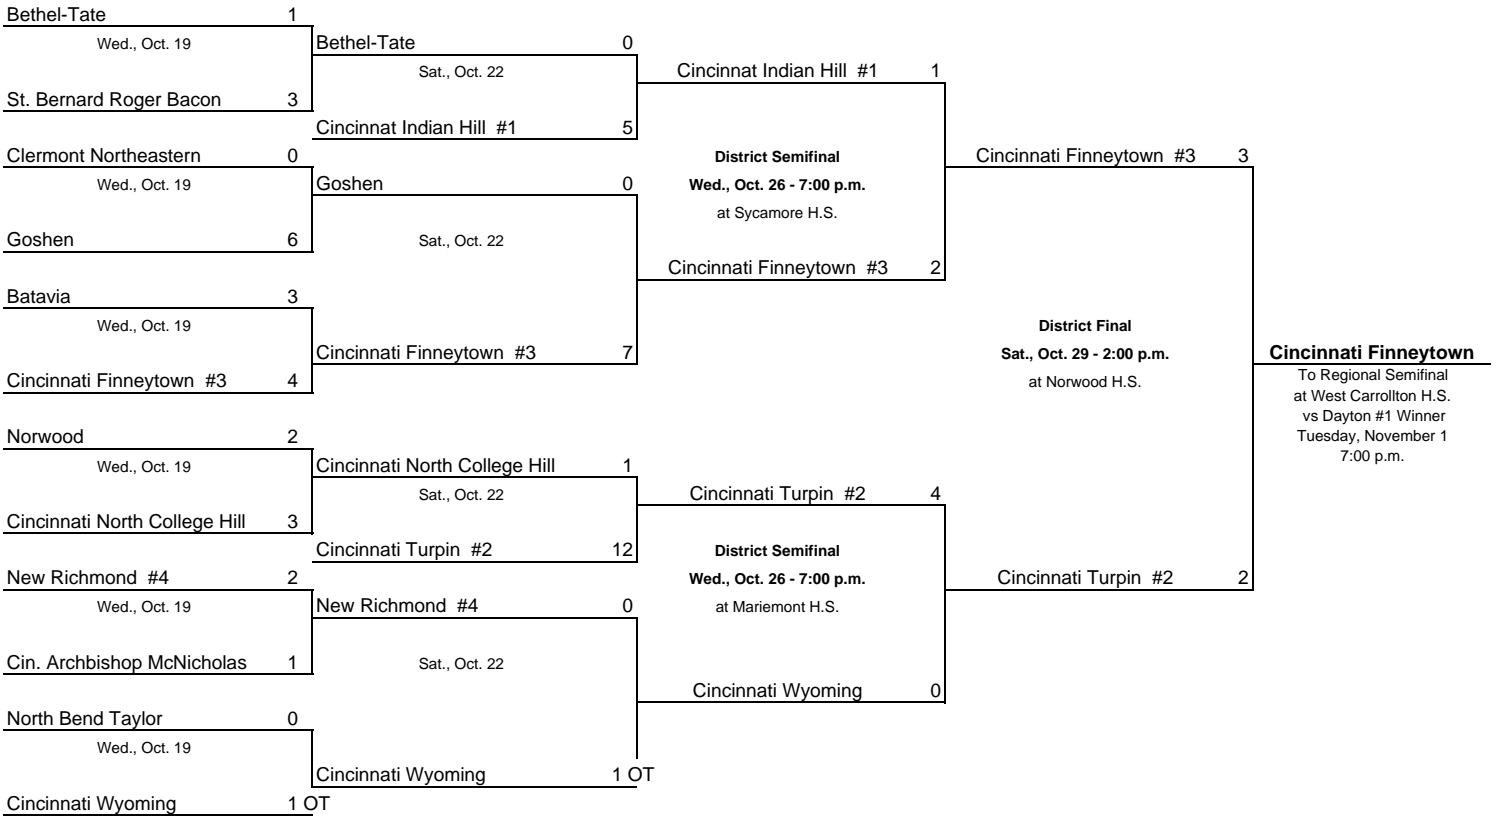 Bethel-Tate 1
Wed., Oct. 19
St. Bernard Roger Bacon 3
Clermont Northeastern 0
Wed., Oct. 19
Goshen 6
Batavia 3
Wed., Oct. 19
Cincinnati Finneytown #3 4
Norwood 2
Wed., Oct. 19
Cincinnati North College Hill 3
New Richmond #4 2
Wed., Oct. 19
Cin. Archbishop McNicholas 1
North Bend Taylor 0
Wed., Oct. 19
Cincinnati Wyoming 1 OT
Bethel-Tate 0
Sat., Oct. 22
Cincinnat Indian Hill #1 5
Goshen 0
Sat., Oct. 22
Cincinnati Finneytown #3 7
Cincinnati North College Hill 1
Sat., Oct. 22
Cincinnati Turpin #2 12
New Richmond #4 0
Sat., Oct. 22
Cincinnati Wyoming 1 OT
Cincinnat Indian Hill #1 1
District Semifinal
Wed., Oct. 26 - 7:00 p.m.
at Sycamore H.S.
Cincinnati Finneytown #3 2
Cincinnati Turpin #2 4
District Semifinal
Wed., Oct. 26 - 7:00 p.m.
at Mariemont H.S.
Cincinnati Wyoming 0
Cincinnati Finneytown #3 3
District Final
Sat., Oct. 29 - 2:00 p.m.
at Norwood H.S.
Cincinnati Turpin #2 2
Cincinnati Finneytown
To Regional Semifinal
at West Carrollton H.S.
vs Dayton #1 Winner
Tuesday, November 1
7:00 p.m.